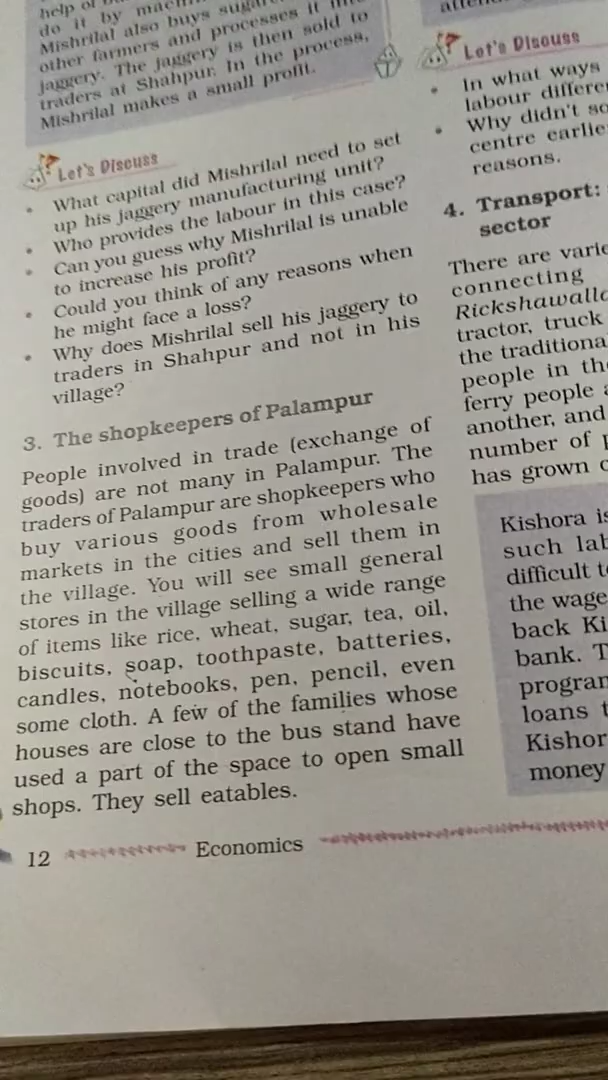 help of
do it by
Mishrilal also buys
other farmers and processes it
jaggery. The jaggery is then sold to
traders at Shahpur. In the process,
Mishrilal makes a small profit.
Let's Discuss
• What capital did Mishrilal need to set
up his jaggery manufacturing unit?
• Who provides the labour in this case?
• Can you guess why Mishrilal is unable
to increase his profit?
• Could you think of any reasons when
he might face a loss?
• Why does Mishrilal sell his jaggery to
traders in Shahpur and not in his
village?
3. The shopkeepers of Palampur
People involved in trade (exchange of
goods) are not many in Palampur. The
traders of Palampur are shopkeepers who
buy various goods from wholesale
markets in the cities and sell them in
the village. You will see small general
stores in the village selling a wide range
of items like rice, wheat, sugar, tea, oil,
biscuits, soap, toothpaste, batteries,
candles, notebooks, pen, pencil, even
some cloth. A few of the families whose
houses are close to the bus stand have
used a part of the space to open small
shops. They sell eatables.
Let's Discuss
• In what ways
labour
• Why didn't
centre
reasons.
4. Transport:
sector
There are
connecting
tractor, truck
the
people in
ferry people
another, and
number of
has grown
Kishora is
such
difficult
the
back
bank.
loans
money
12 Economics